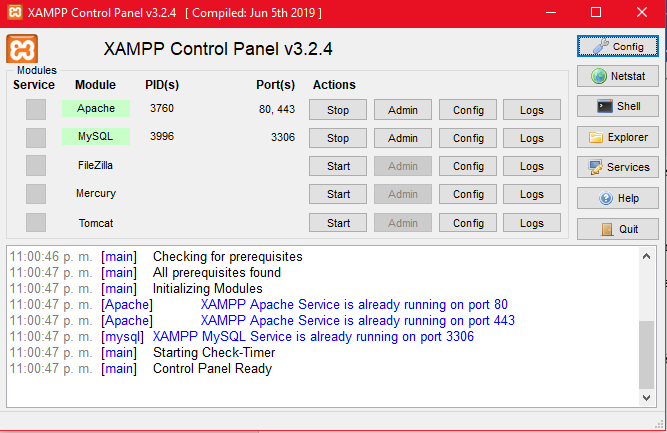 XAMPP Control Panel v3.2.4 [ Compiled: Jun 5th 2019 ]
XAMPP Control Panel v3.2.4
Config
Modules
Service Module PID(s) Port(s) Actions
Netstat
Apache 3760 80, 443 Stop Admin Config Logs
Shell
MySQL 3996 3306 Stop Admin Config Logs
Explorer
FileZilla Start Admin Config Logs
Services
Mercury Start Admin Config Logs
Help
Tomcat Start Admin Config Logs
Quit
11:00:46 p. m. [main] Checking for prerequisites
11:00:47 p. m. [main] All prerequisites found
11:00:47 p. m. [main] Initializing Modules
11:00:47 p. m. [Apache] XAMPP Apache Service is already running on port 80
11:00:47 p. m. [Apache] XAMPP Apache Service is already running on port 443
11:00:47 p. m. [mysql] XAMPP MySQL Service is already running on port 3306
11:00:47 p. m. [main] Starting Check-Timer
11:00:47 p. m. [main] Control Panel Ready